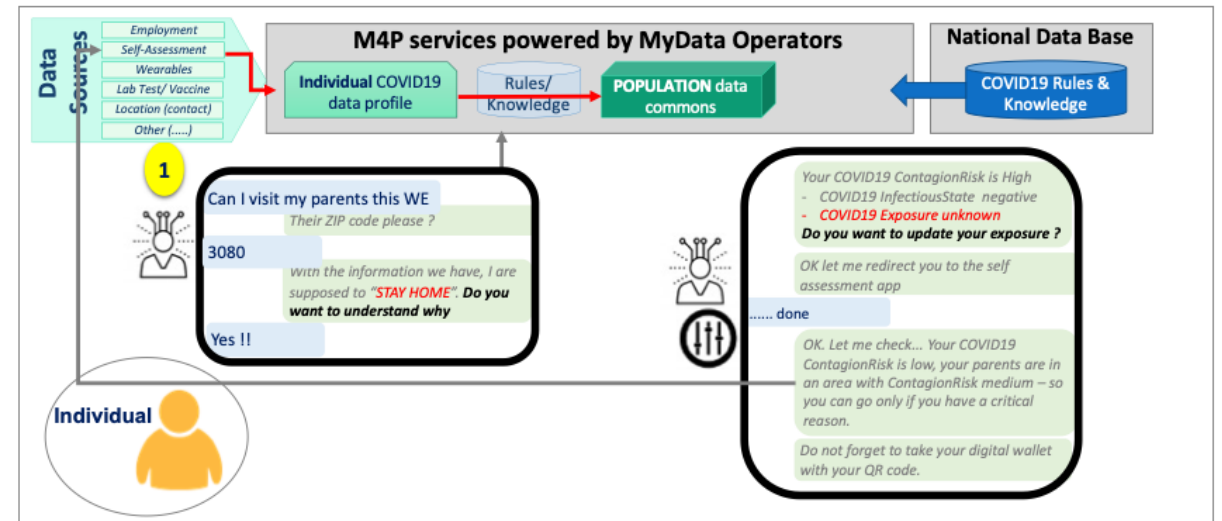 Data
Sources
Employment
Self-Assessment
Wearables
Lab Test/ Vaccine
Location (contact)
Other (.....)
M4P services powered by MyData Operators
Individual COVID19
data profile
Rules/
Knowledge
POPULATION data
commons
National Data Base
COVID19 Rules &
Knowledge
1
Can I visit my parents this WE
Their ZIP code please ?
3080
With the information we have, I are
supposed to “STAY HOME”. Do you
want to understand why
Yes !!
Individual
Your COVID19 ContagionRisk is High
- COVID19 InfectiousState negative
- COVID19 Exposure unknown
Do you want to update your exposure ?
OK let me redirect you to the self
assessment app
...... done
OK. Let me check... Your COVID19
ContagionRisk is low, your parents are in
an area with ContagionRisk medium – so
you can go only if you have a critical
reason.
Do not forget to take your digital wallet
with your QR code.